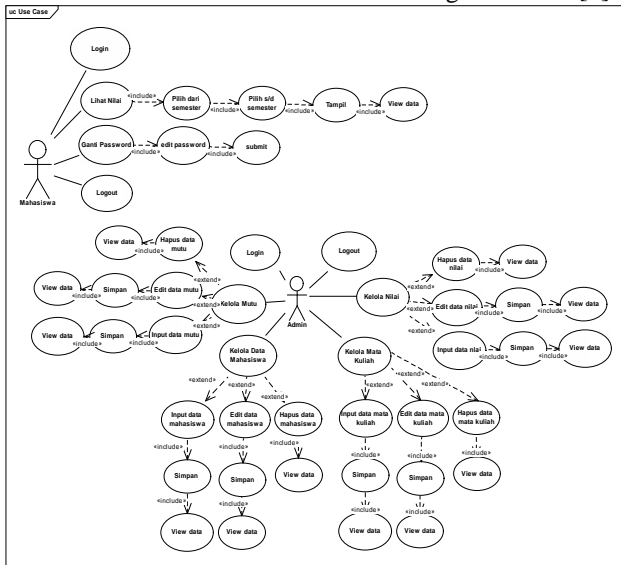 uc Use Case
Login
Lihat Nilai
«include»
Pilih dari
semester
«include»
Pilih s/d
semester
«include»
Tampil
«include»
View data
Ganti Password
«include»
edit password
«include»
submit
Mahasiswa
Logout
View data
«include»
Hapus data
mutu
«extend»
View data
«include»
Simpan
«include»
Edit data mutu
«extend»
Kelola Mutu
View data
«include»
Simpan
«include»
Input data mutu
«extend»
Login
Logout
Admin
Kelola Nilai
«extend»
Hapus data
nilai
«include»
View data
«extend»
Edit data nilai
«include»
Simpan
«include»
View data
«extend»
Input data nlai
«include»
Simpan
«include»
View data
Kelola Data
Mahasiswa
«extend»
«extend»
«extend»
Input data
mahasiswa
Edit data
mahasiswa
Hapus data
mahasiswa
«include»
«include»
«include»
Simpan
Simpan
View data
«include»
«include»
View data
View data
Kelola Mata
Kuliah
«extend»
«extend»
«extend»
Input data mata
kuliah
Edit data mata
kuliah
Hapus data
mata kuliah
«include»
«include»
«include»
Simpan
Simpan
View data
«include»
«include»
View data
View data